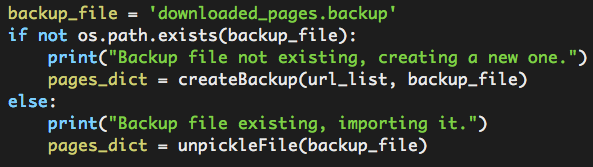 backup_file = 'downloaded_pages.backup'
if not os.path.exists(backup_file):
    print("Backup file not existing, creating a new one.")
    pages_dict = createBackup(url_list, backup_file)
else:
    print("Backup file existing, importing it.")
    pages_dict = unpickleFile(backup_file)